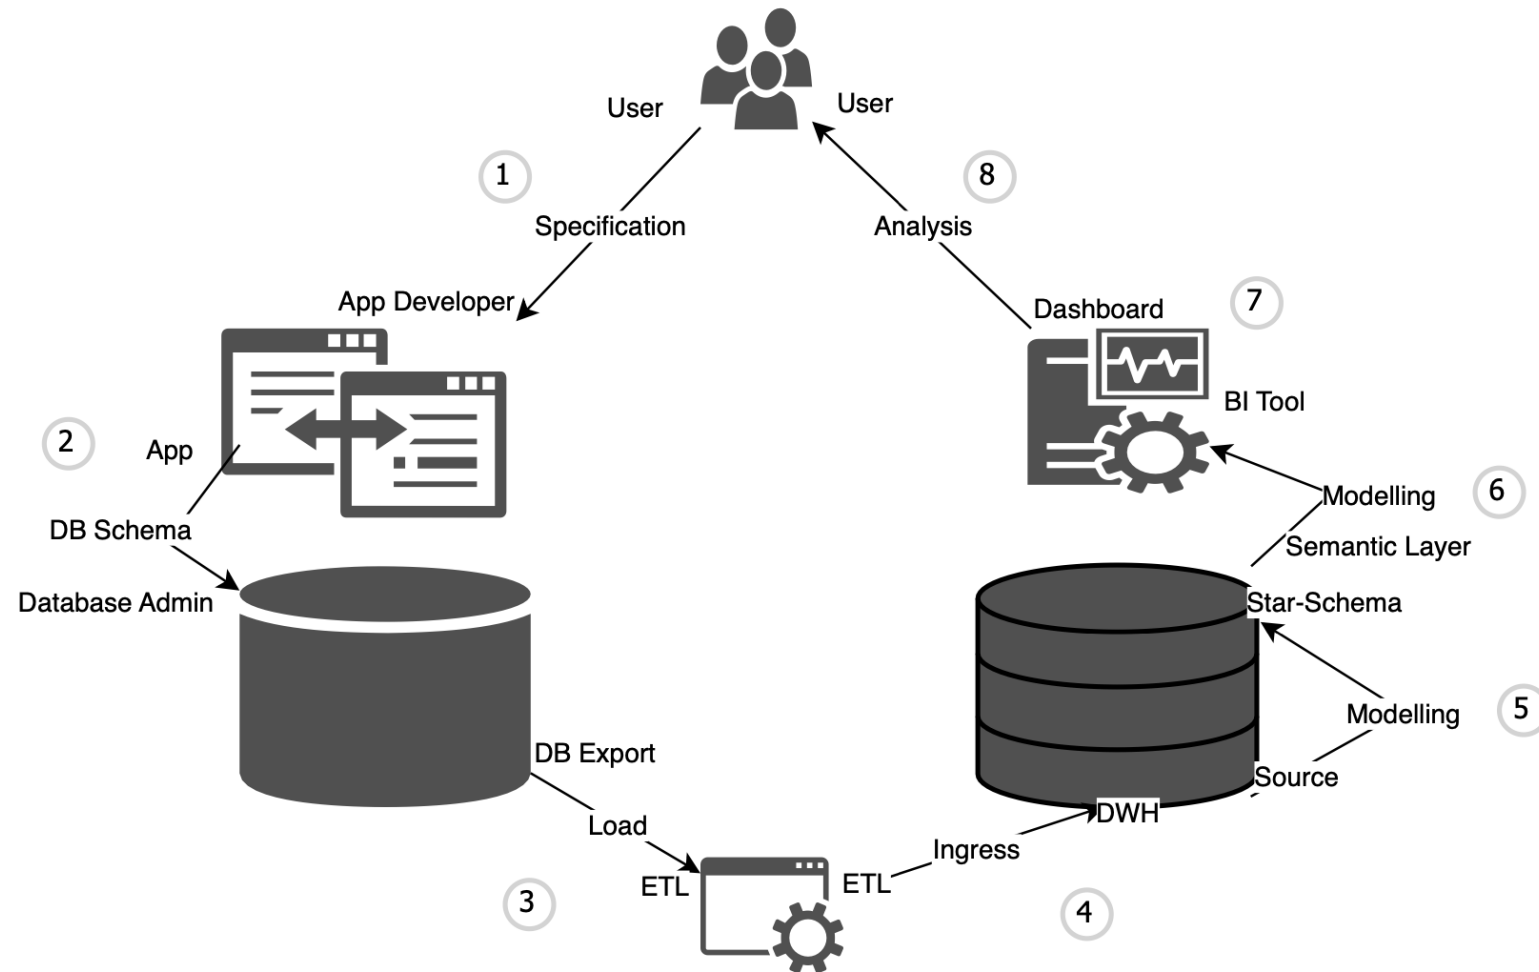 User
User
1
8
Specification
Analysis
App Developer
Dashboard
7
BI Tool
2
App
Modelling
6
DB Schema
Semantic Layer
Database Admin
Star-Schema
Modelling
5
DB Export
Source
Load
DWH
Ingress
ETL
ETL
3
4